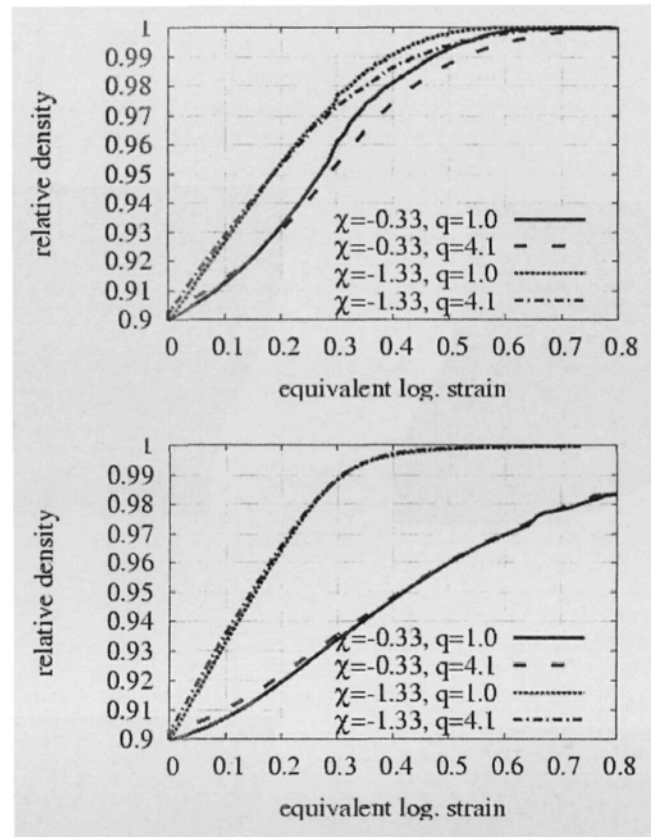 1
0.99
0.98
0.97
0.96
0.95
0.94
0.93
0.92
0.91
0.9
relative density
χ=-0.33, q=1.0
χ=-0.33, q=4.1
χ=-1.33, q=1.0
χ=-1.33, q=4.1
0 0.1 0.2 0.3 0.4 0.5 0.6 0.7 0.8
equivalent log. strain
1
0.99
0.98
0.97
0.96
0.95
0.94
0.93
0.92
0.91
0.9
relative density
χ=-0.33, q=1.0
χ=-0.33, q=4.1
χ=-1.33, q=1.0
χ=-1.33, q=4.1
0 0.1 0.2 0.3 0.4 0.5 0.6 0.7 0.8
equivalent log. strain